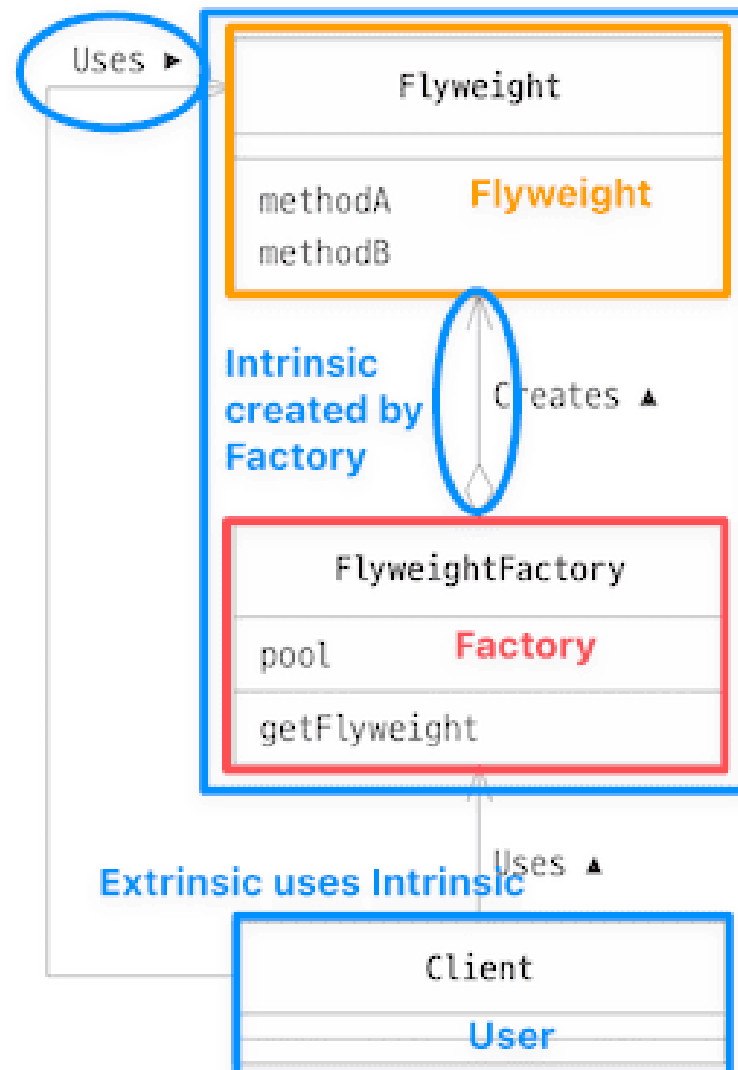 Uses ►
Flyweight
methodA
Flyweight
methodB
Intrinsic
created by
Factory
Creates ▲
FlyweightFactory
pool
Factory
getFlyweight
Uses ▲
Extrinsic uses Intrinsic
Client
User